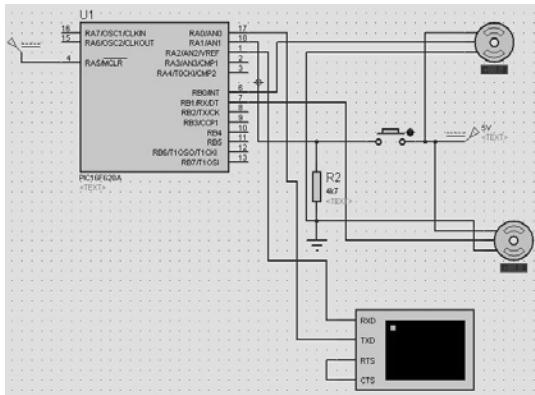 U1
16 RA7/OSC1/CLKIN RA0/AN0 17
15 RA6/OSC2/CLKOUT RA1/AN1 18
RA2/AN2/VREF 1
4 RA5/MCLR RA3/AN3/CMP1 2
RA4/T0CKI/CMP2 3
RB0/INT 6
RB1/RX/DT 7
RB2/TX/CK 8
RB3/CCP1 9
RB4 10
RB5 11
RB6/T1OSO/T1CKI 12
RB7/T1OSI 13
PIC16F628A
<TEXT>
5V
<TEXT>
R2
4k7
<TEXT>
RXD
TXD
RTS
CTS